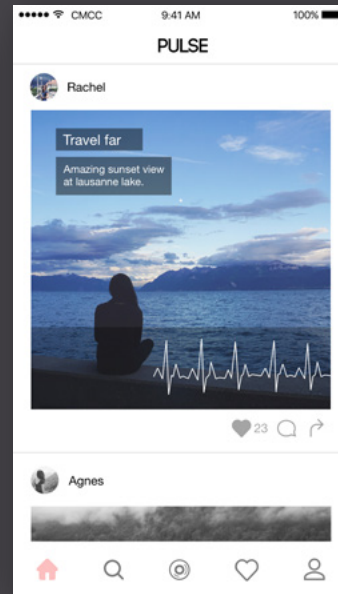 CMCC 9:41 AM 100%
PULSE
Rachel
Travel far
Amazing sunset view
at lausanne lake.
23
Agnes